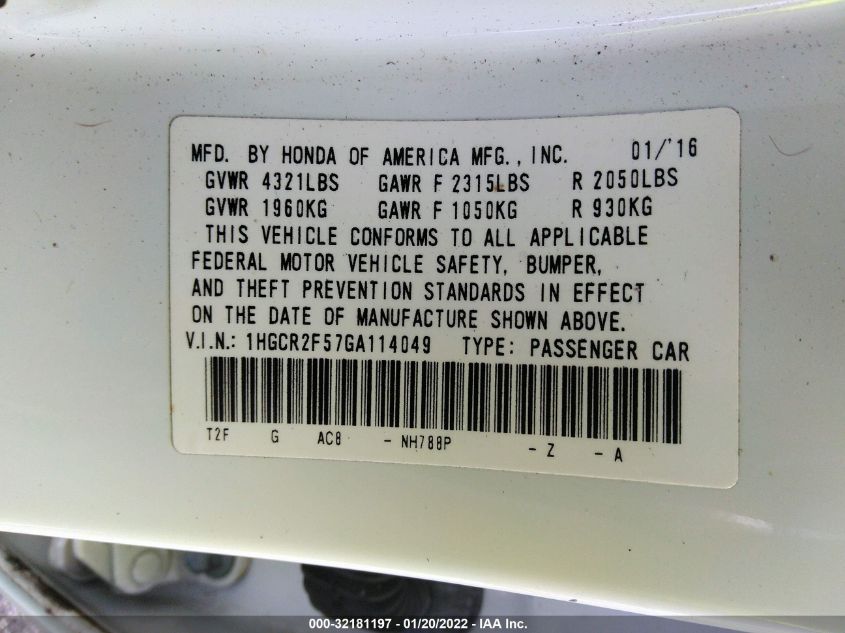 MFD. BY HONDA OF AMERICA MFG., INC. 01/'16
GVWR 4321LBS GAWR F 2315LBS R 2050LBS
GVWR 1960KG GAWR F 1050KG R 930KG
THIS VEHICLE CONFORMS TO ALL APPLICABLE
FEDERAL MOTOR VEHICLE SAFETY, BUMPER,
AND THEFT PREVENTION STANDARDS IN EFFECT
ON THE DATE OF MANUFACTURE SHOWN ABOVE.
V.I.N.: 1HGCR2F57GA114049 TYPE: PASSENGER CAR
T2F G AC8 - NH788P - Z - A
000-32181197 - 01/20/2022 - IAA Inc.